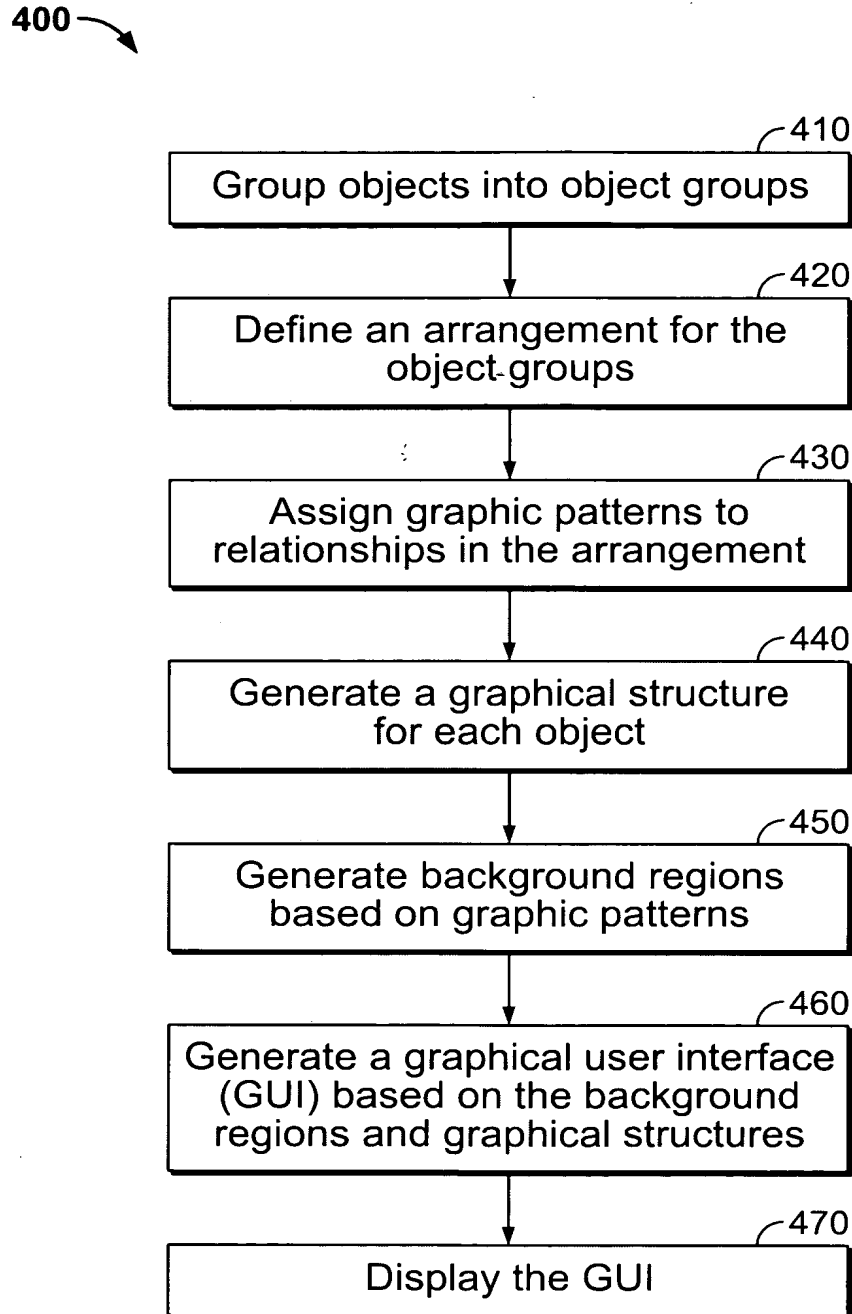 400
410
Group objects into object groups
420
Define an arrangement for the
object groups
430
Assign graphic patterns to
relationships in the arrangement
440
Generate a graphical structure
for each object
450
Generate background regions
based on graphic patterns
460
Generate a graphical user interface
(GUI) based on the background
regions and graphical structures
470
Display the GUI